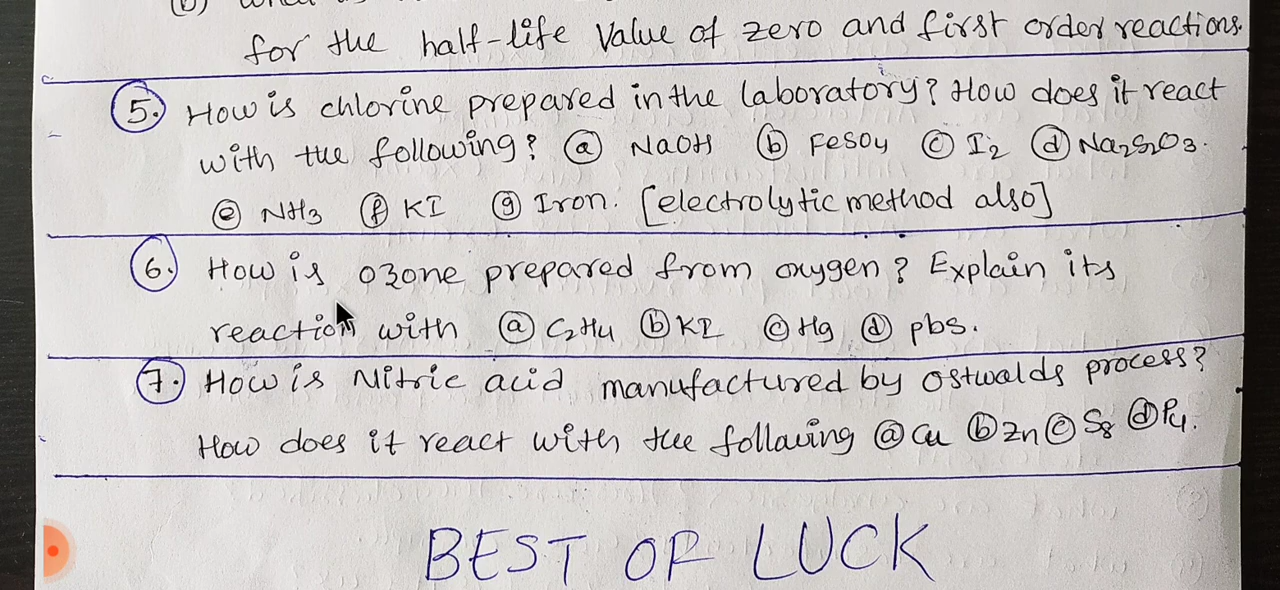 for the half-life Value of zero and first order reactions.
5. How is chlorine prepared in the laboratory? How does it react
with the following? (a) NaOH (b) FeSO4 (c) I2 (d) Na2S2O3.
(e) NH3 (f) KI (g) Iron. [electrolytic method also]
6. How is ozone prepared from oxygen? Explain its
reaction with (a) C2H4 (b) KI (c) Hg (d) pbs.
7. How is Nitric acid manufactured by Ostwalds process?
How does it react with the following (a) Cu (b) Zn (c) S8 (d) P4.
BEST OF LUCK